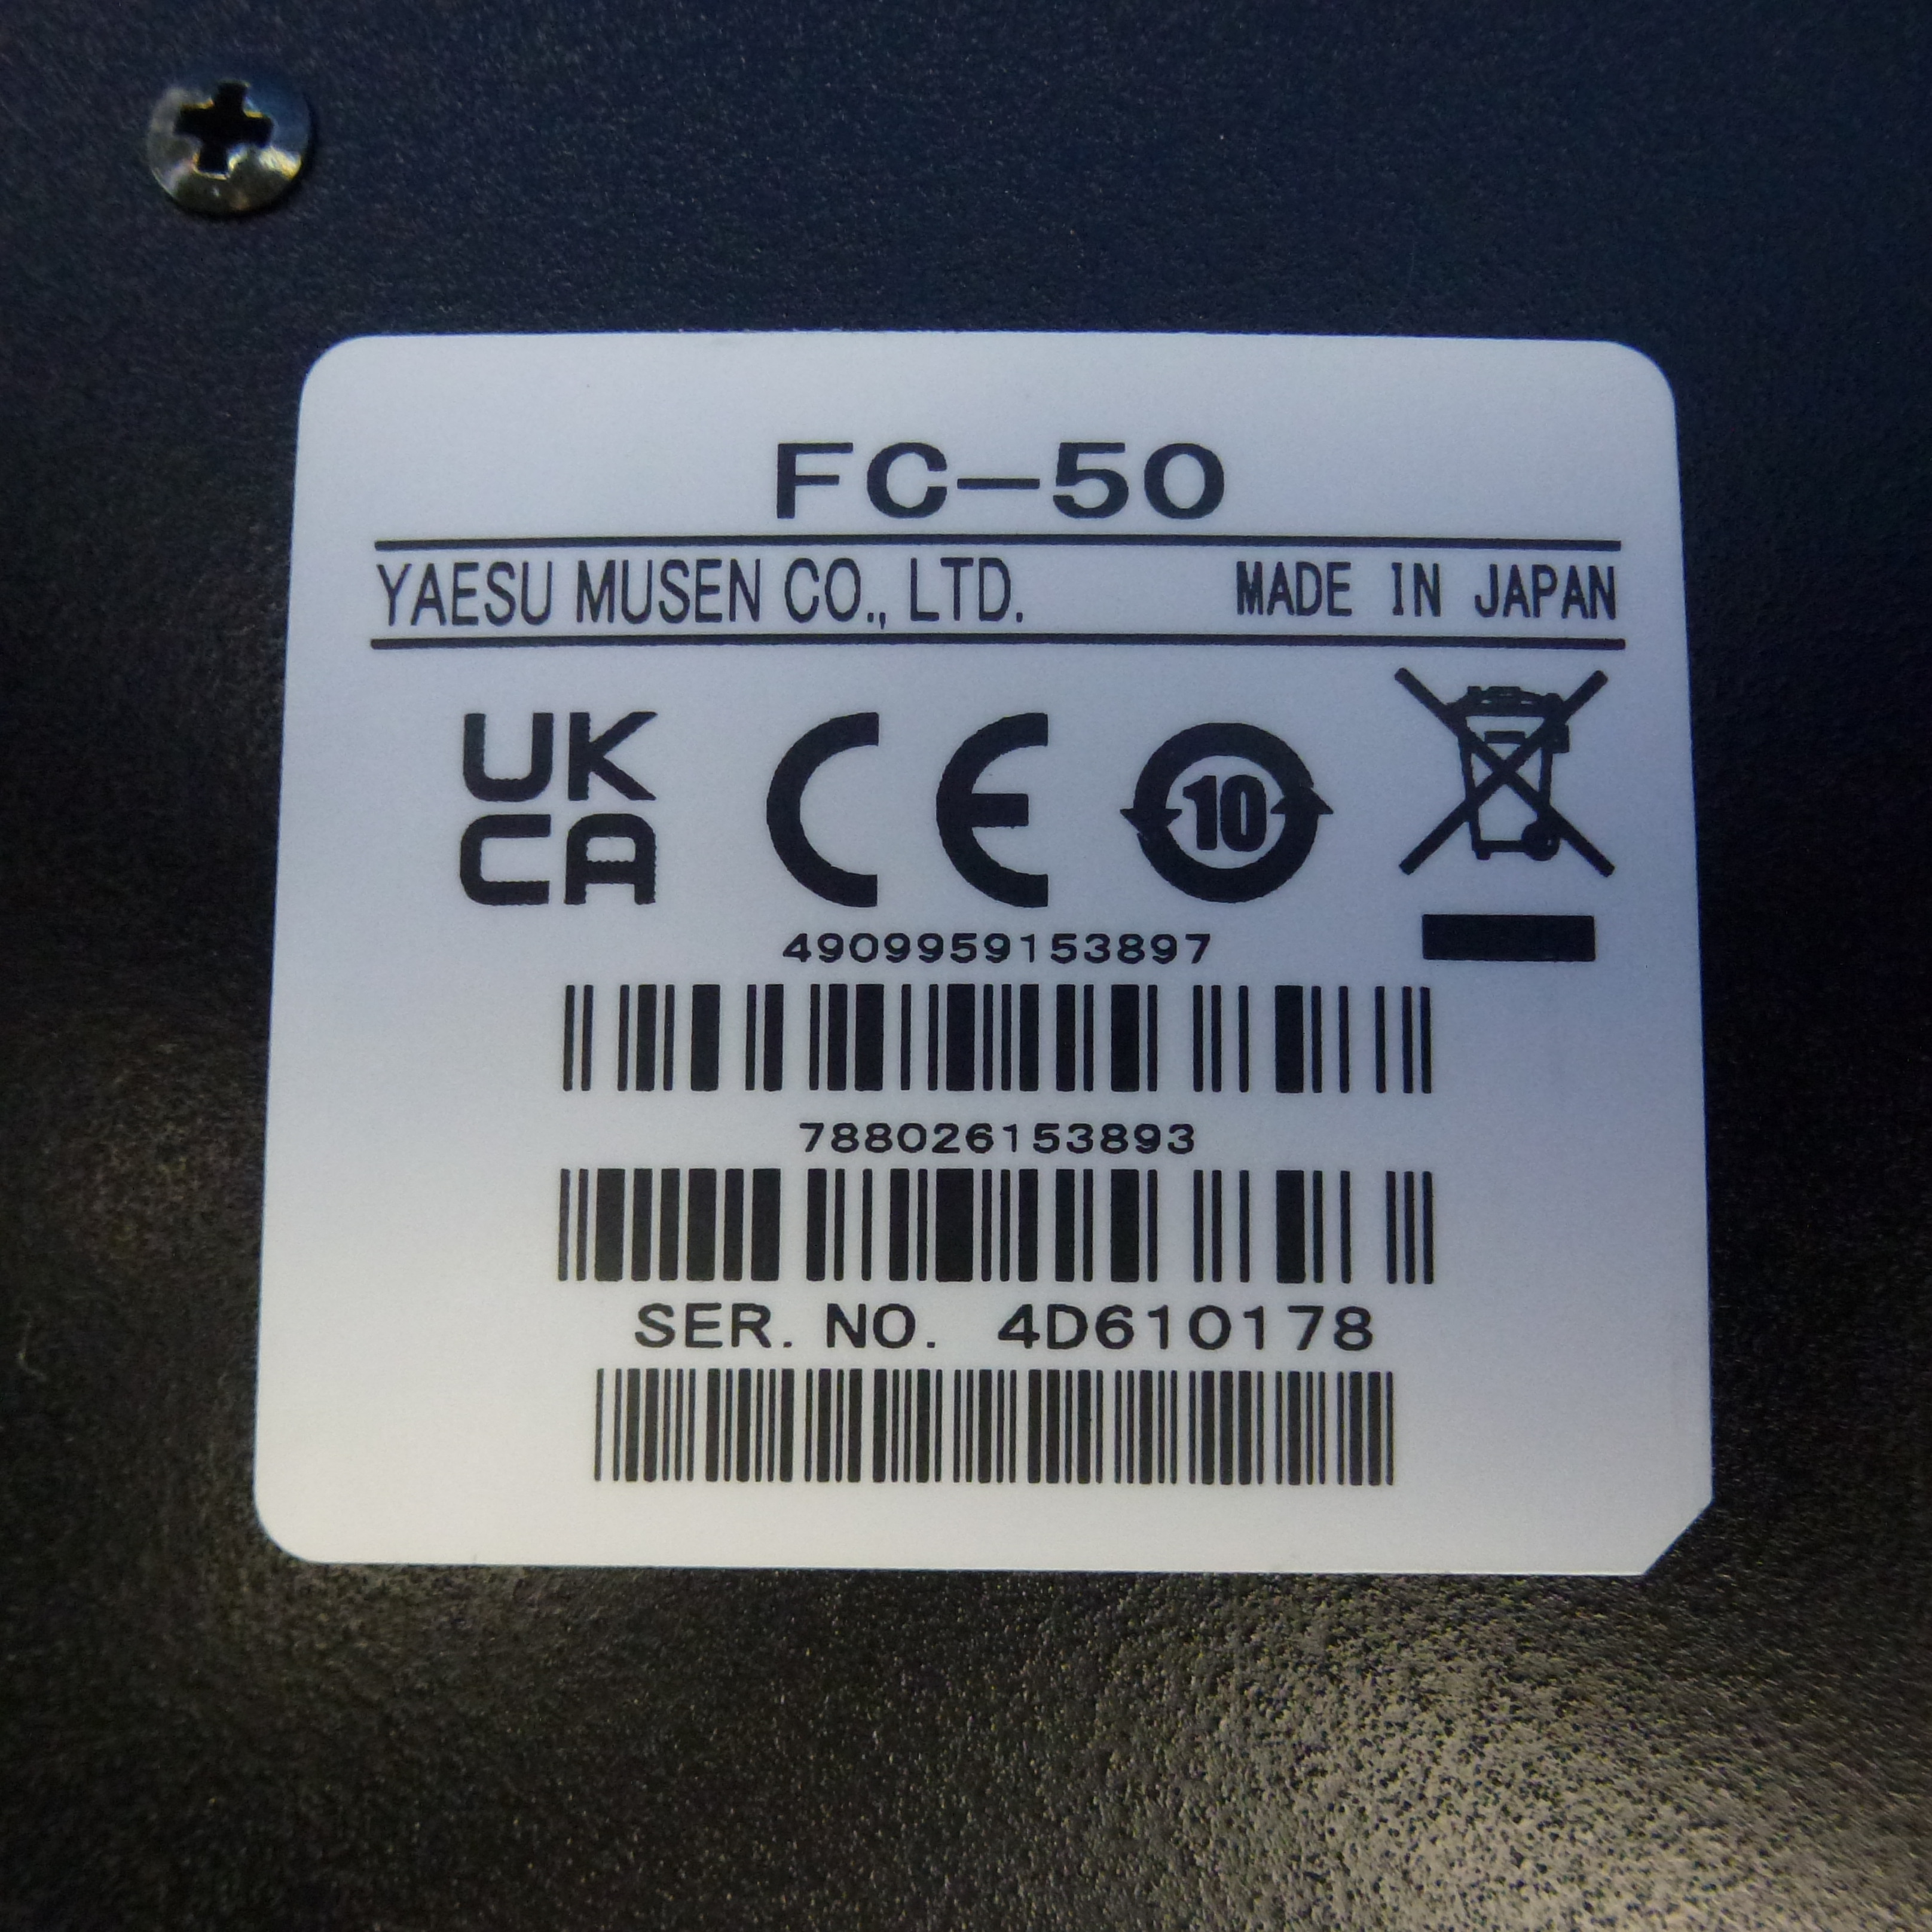 FC-50
YAESU MUSEN CO., LTD. MADE IN JAPAN
UK
CA
CE
10
4909959153897
788026153893
SER. NO. 4D610178